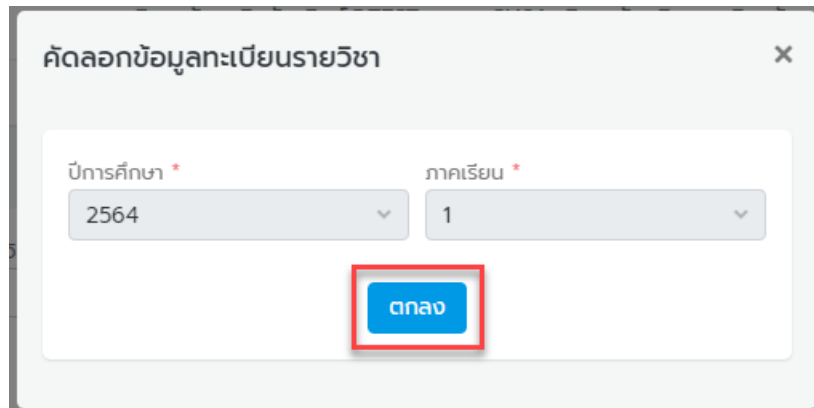 คัดลอกข้อมูลทะเบียนรายวิชา ×
ปีการศึกษา * ภาคเรียน *
2564 1
ตกลง